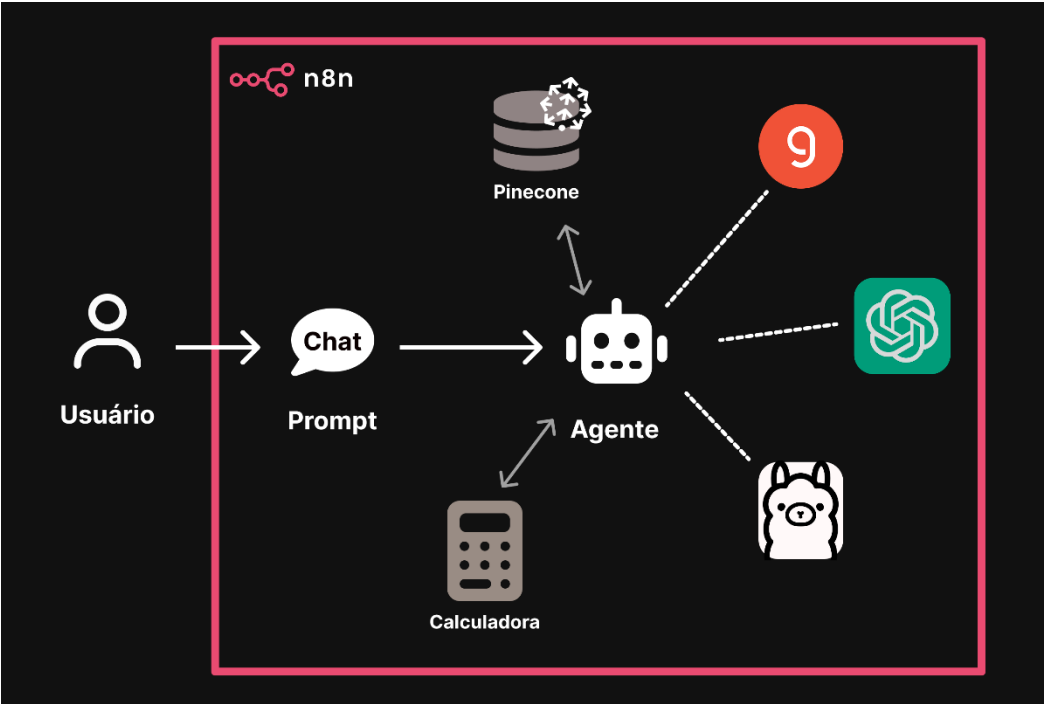 n8n
Pinecone
g
Chat
Usuário
Prompt
Agente
Calculadora